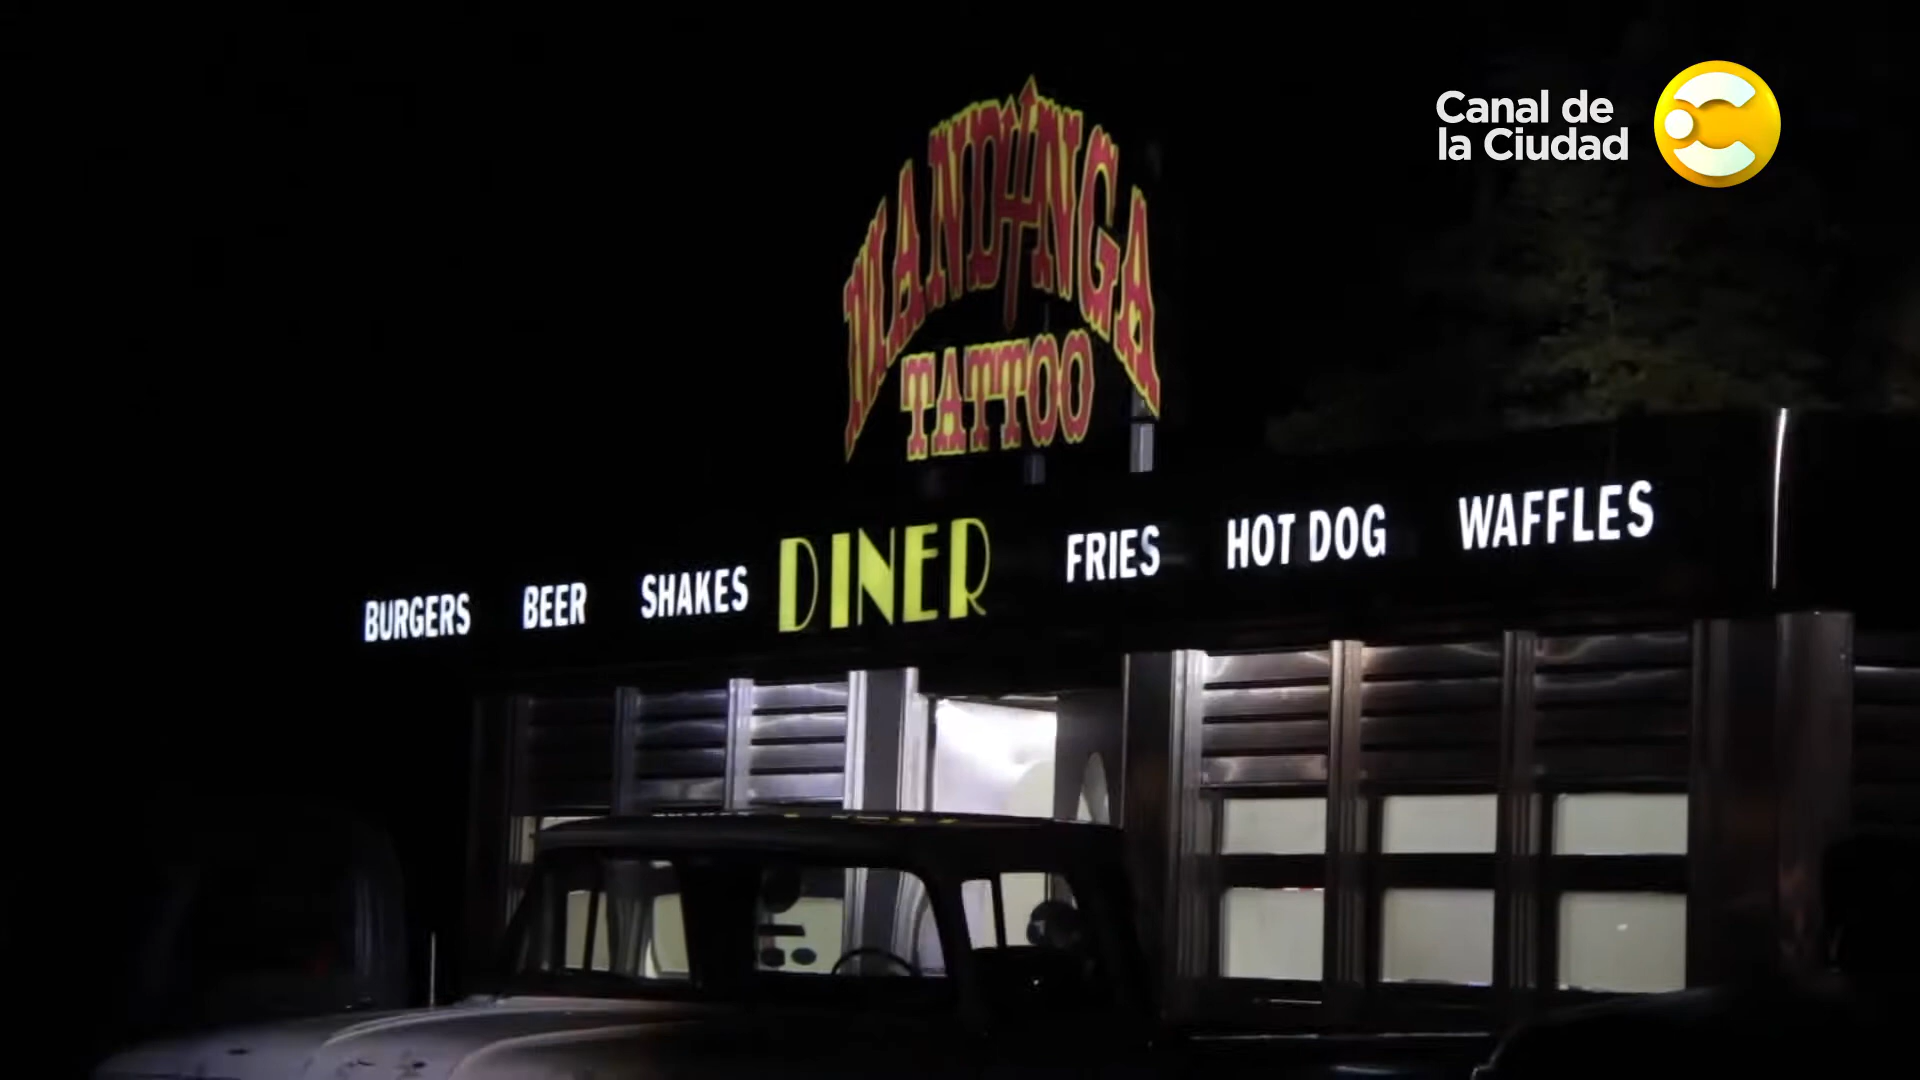 Canal de
la Ciudad
MANDINGA
TATTOO
BURGERS BEER SHAKES DINER FRIES HOT DOG WAFFLES